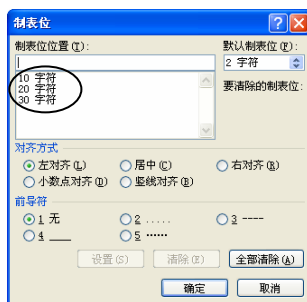 制表位
制表位位置(T):
默认制表位(F):
2 字符
10 字符
20 字符
30 字符
要清除的制表位:
对齐方式
左对齐(L)
居中(C)
右对齐(R)
小数点对齐(D)
竖线对齐(B)
前导符
1 无
2 .....
3 ----
4 ___
5 ······
设置(S)
清除(E)
全部清除(A)
确定
取消